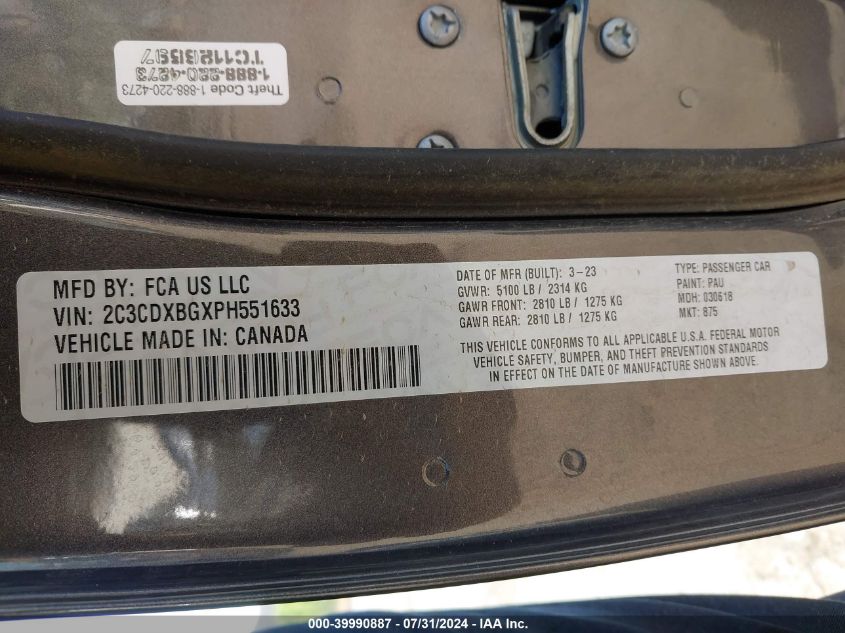 Theft Code 1-888-220-4273
1-888-220-4273
MFD BY: FCA US LLC
VIN: 2C3CDXBGXPH551633
VEHICLE MADE IN: CANADA
DATE OF MFR (BUILT): 3-23
GVWR: 5100 LB / 2314 KG
GAWR FRONT: 2810 LB / 1275 KG
GAWR REAR: 2810 LB / 1275 KG
TYPE: PASSENGER CAR
PAINT: PAU
MDH: 030618
MKT: 875
THIS VEHICLE CONFORMS TO ALL APPLICABLE U.S.A. FEDERAL MOTOR
VEHICLE SAFETY, BUMPER, AND THEFT PREVENTION STANDARDS
IN EFFECT ON THE DATE OF MANUFACTURE SHOWN ABOVE.
000-39990887 / 07/31/2024 - IAA Inc.